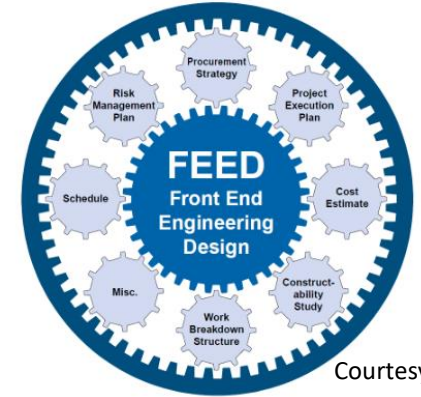 Procurement
Strategy
Risk
Management
Plan
Project
Execution
Plan
FEED
Front End
Engineering
Design
Schedule
Cost
Estimate
Misc.
Construct-
ability
Study
Work
Breakdown
Structure
Courtesy